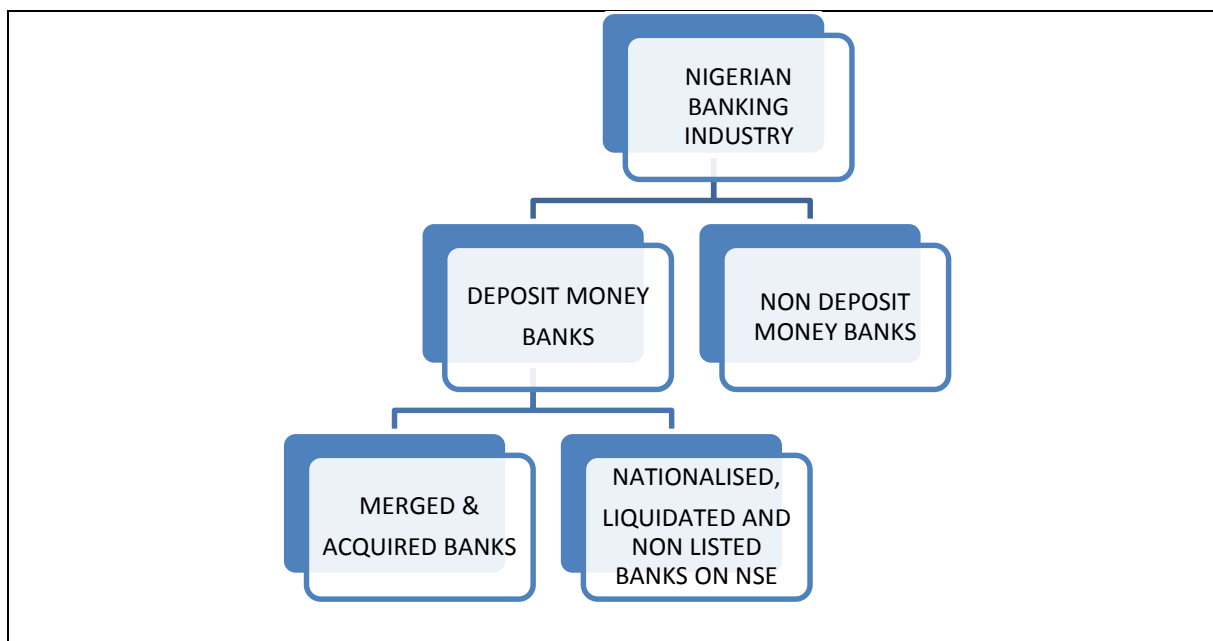 NIGERIAN
BANKING
INDUSTRY
DEPOSIT MONEY
BANKS
NON DEPOSIT
MONEY BANKS
MERGED &
ACQUIRED BANKS
NATIONALISED,
LIQUIDATED AND
NON LISTED
BANKS ON NSE